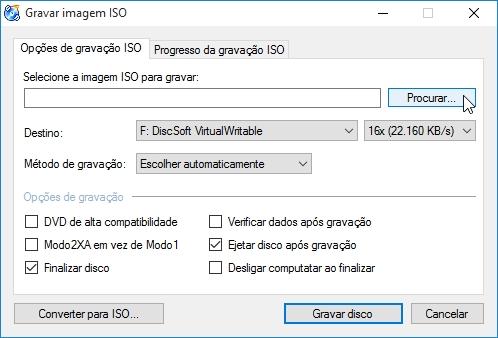 Gravar imagem ISO
Opções de gravação ISO Progresso da gravação ISO
Selecione a imagem ISO para gravar:
Procurar...
Destino: F: DiscSoft VirtualWritable 16x (22.160 KB/s)
Método de gravação: Escolher automaticamente
Opções de gravação
DVD de alta compatibilidade Verificar dados após gravação
Modo2XA em vez de Modo1 Ejetar disco após gravação
Finalizar disco Desligar computatar ao finalizar
Converter para ISO... Gravar disco Cancelar